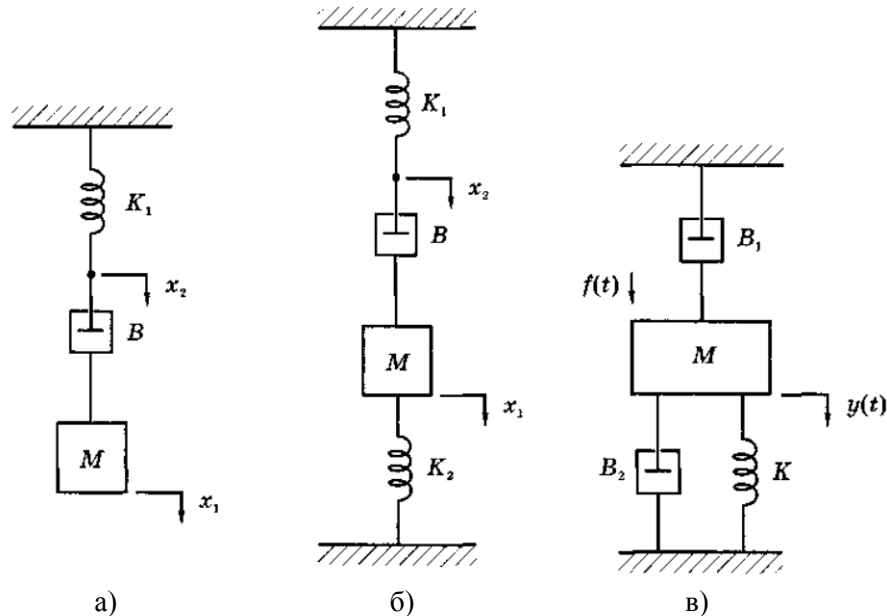 K₁
x₂
B
M
x₁
а)
K₁
x₂
B
M
x₁
K₂
б)
B₁
f(t)
M
y(t)
B₂
K
в)